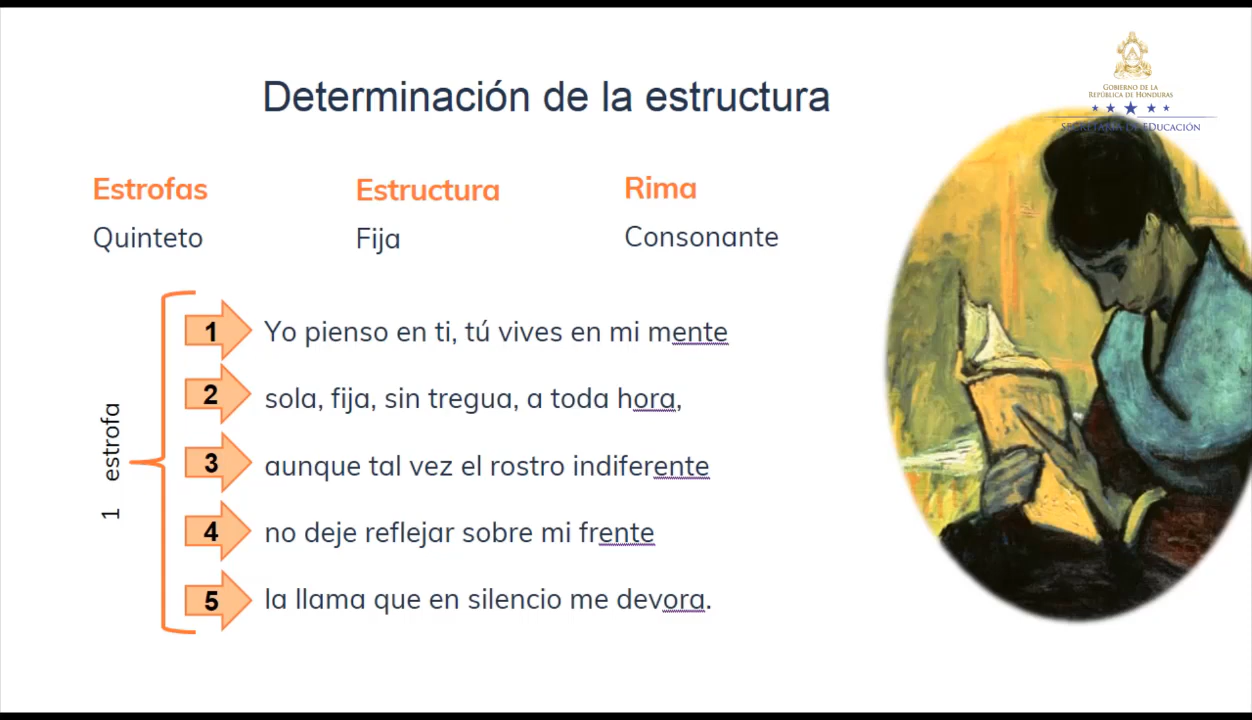 GOBIERNO DE LA
REPÚBLICA DE HONDURAS
SECRETARÍA DE EDUCACIÓN
Determinación de la estructura
Estrofas
Quinteto
Estructura
Fija
Rima
Consonante
1 estrofa
1 Yo pienso en ti, tú vives en mi mente
2 sola, fija, sin tregua, a toda hora,
3 aunque tal vez el rostro indiferente
4 no deje reflejar sobre mi frente
5 la llama que en silencio me devora.